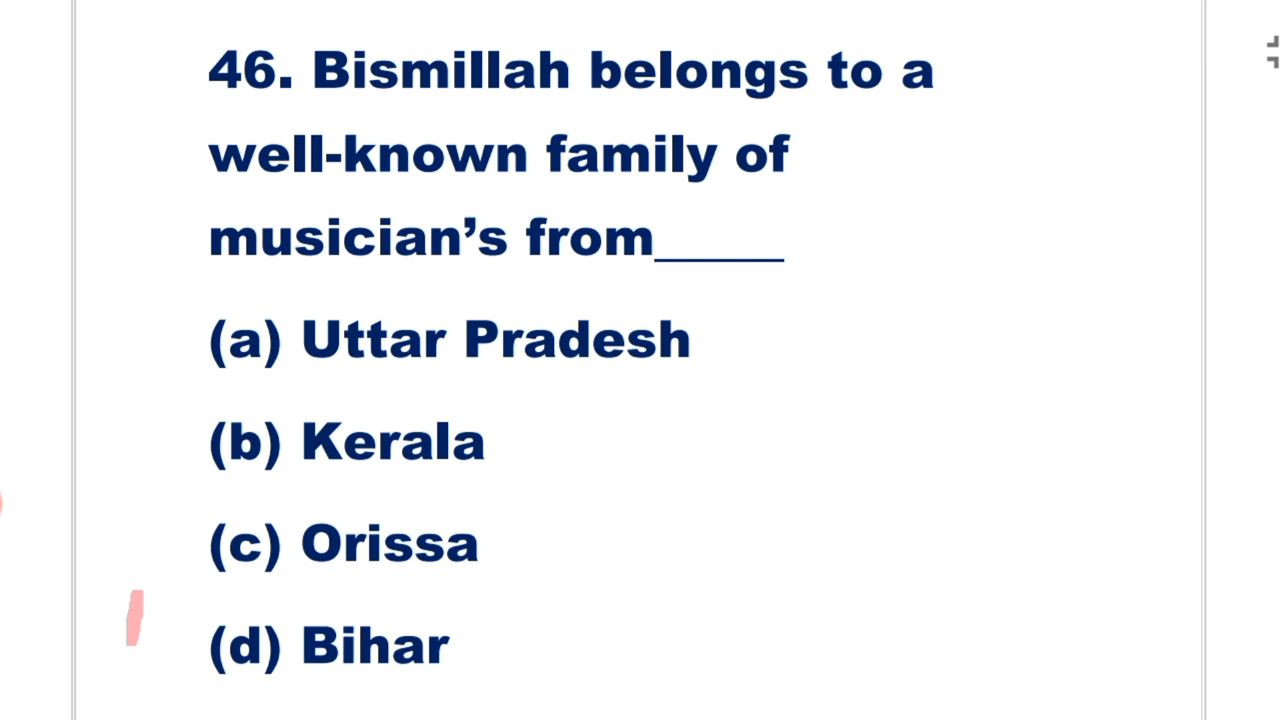 46. Bismillah belongs to a
well-known family of
musician’s from_____
(a) Uttar Pradesh
(b) Kerala
(c) Orissa
(d) Bihar